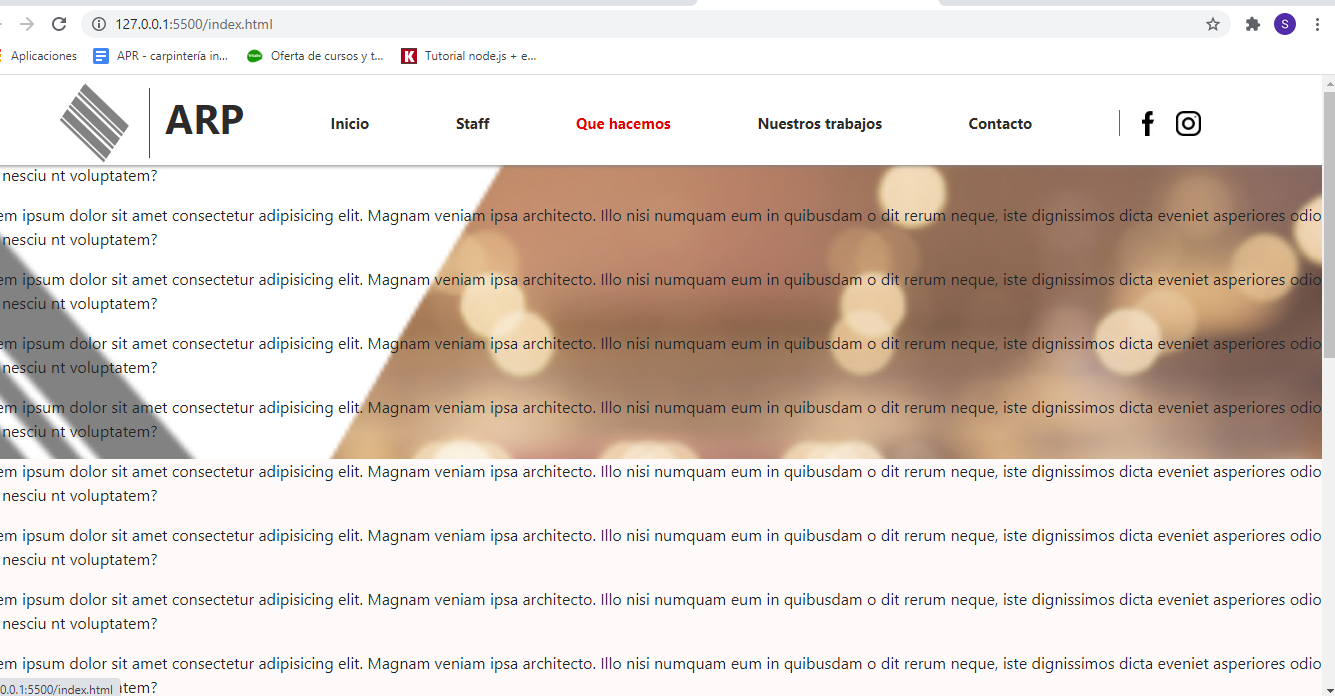 127.0.0.1:5500/index.html
S
Aplicaciones APR - carpintería in... Oferta de cursos y t... Tutorial node.js + e...
ARP Inicio Staff Que hacemos Nuestros trabajos Contacto
nesciu nt voluptatem?
em ipsum dolor sit amet consectetur adipisicing elit. Magnam veniam ipsa architecto. Illo nisi numquam eum in quibusdam o dit rerum neque, iste dignissimos dicta eveniet asperiores odio
nesciu nt voluptatem?
em ipsum dolor sit amet consectetur adipisicing elit. Magnam veniam ipsa architecto. Illo nisi numquam eum in quibusdam o dit rerum neque, iste dignissimos dicta eveniet asperiores odio
nesciu nt voluptatem?
em ipsum dolor sit amet consectetur adipisicing elit. Magnam veniam ipsa architecto. Illo nisi numquam eum in quibusdam o dit rerum neque, iste dignissimos dicta eveniet asperiores odio
nesciu nt voluptatem?
em ipsum dolor sit amet consectetur adipisicing elit. Magnam veniam ipsa architecto. Illo nisi numquam eum in quibusdam o dit rerum neque, iste dignissimos dicta eveniet asperiores odio
nesciu nt voluptatem?
em ipsum dolor sit amet consectetur adipisicing elit. Magnam veniam ipsa architecto. Illo nisi numquam eum in quibusdam o dit rerum neque, iste dignissimos dicta eveniet asperiores odio
nesciu nt voluptatem?
em ipsum dolor sit amet consectetur adipisicing elit. Magnam veniam ipsa architecto. Illo nisi numquam eum in quibusdam o dit rerum neque, iste dignissimos dicta eveniet asperiores odio
nesciu nt voluptatem?
em ipsum dolor sit amet consectetur adipisicing elit. Magnam veniam ipsa architecto. Illo nisi numquam eum in quibusdam o dit rerum neque, iste dignissimos dicta eveniet asperiores odio
nesciu nt voluptatem?
em ipsum dolor sit amet consectetur adipisicing elit. Magnam veniam ipsa architecto. Illo nisi numquam eum in quibusdam o dit rerum neque, iste dignissimos dicta eveniet asperiores odio
0.0.1:5500/index.html tatem?